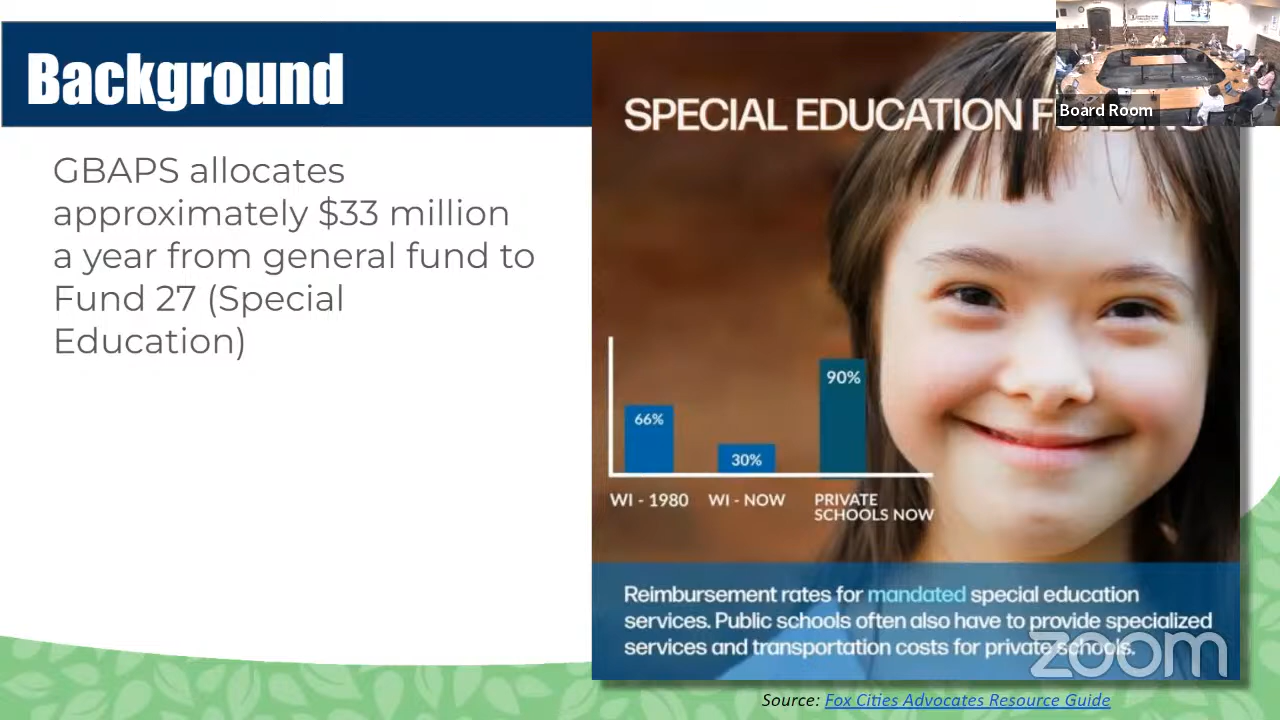 Background
GBAPS allocates
approximately $33 million
a year from general fund to
Fund 27 (Special
Education)
SPECIAL EDUCATION
Board Room
66%
30%
90%
WI - 1980
WI - NOW
PRIVATE
SCHOOLS NOW
Reimbursement rates for mandated special education
services. Public schools often also have to provide specialized
services and transportation costs for private schools.
zoom
Source: Fox Cities Advocates Resource Guide